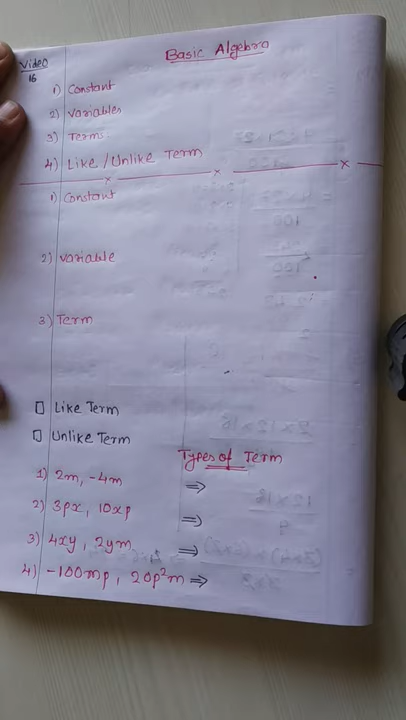 Basic Algebra
Video
16
1) Constant
2) Variables
3) Terms
4) Like / Unlike Term
1) Constant
2) Variable
3) Term
Like Term
Unlike Term
Types of Term
1) 2m, -4m ⇒
2) 3px, 10xp ⇒
3) 4xy, 2ym ⇒
4) -100mp, 20p²m ⇒